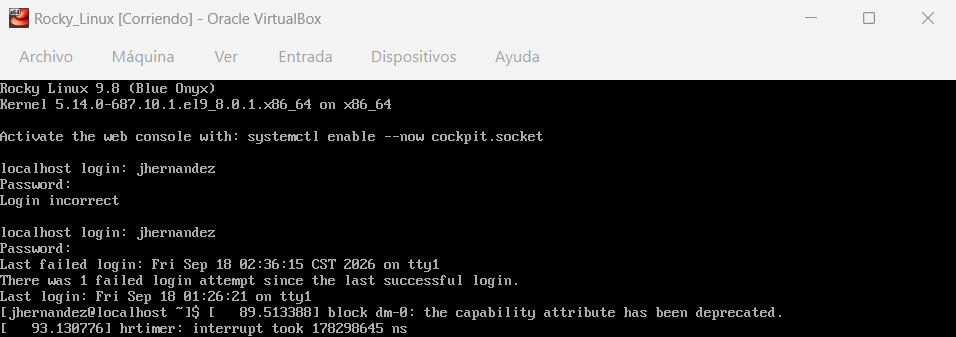 Rocky_Linux [Corriendo] - Oracle VirtualBox
Archivo Máquina Ver Entrada Dispositivos Ayuda
Rocky Linux 9.8 (Blue Onyx)
Kernel 5.14.0-687.10.1.el9_8.0.1.x86_64 on x86_64
Activate the web console with: systemctl enable --now cockpit.socket
localhost login: jhernandez
Password:
Login incorrect
localhost login: jhernandez
Password:
Last failed login: Fri Sep 18 02:36:15 CST 2026 on tty1
There was 1 failed login attempt since the last successful login.
Last login: Fri Sep 18 01:26:21 on tty1
[jhernandez@localhost ~]$ [   89.513388] block dm-0: the capability attribute has been deprecated.
[   93.130776] hrtimer: interrupt took 178298645 ns